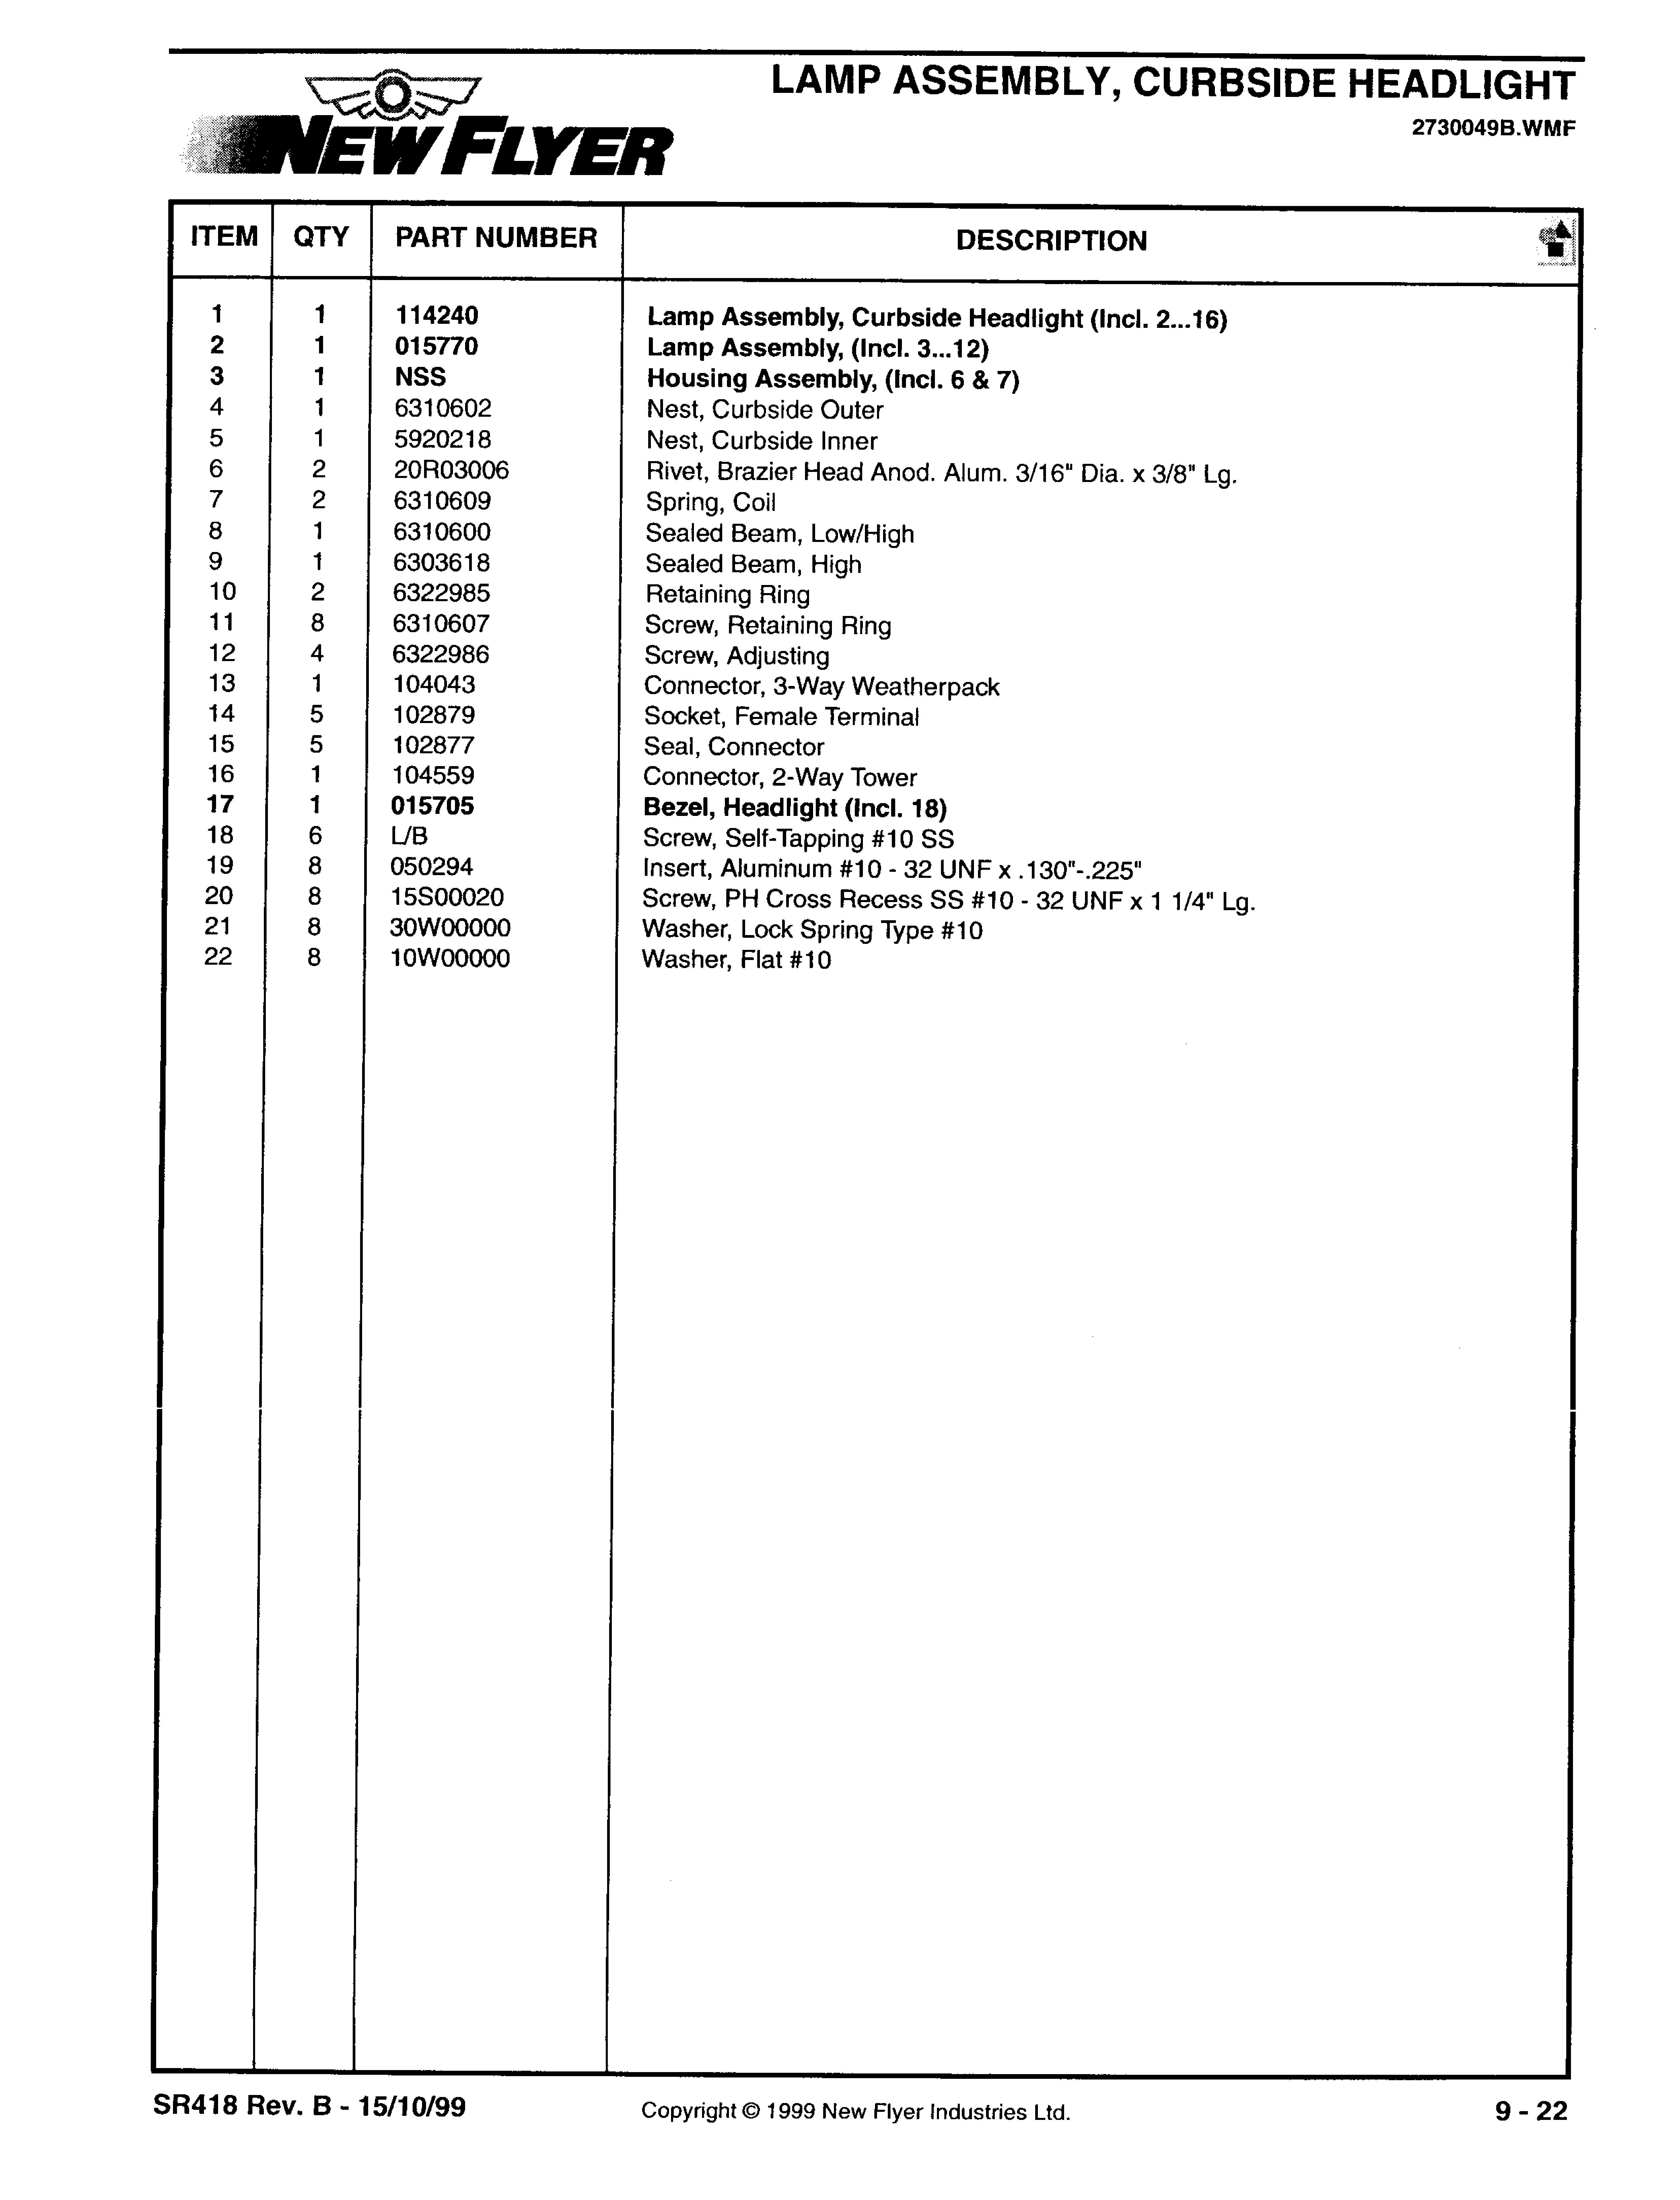 LAMP ASSEMBLY, CURBSIDE HEADLIGHT
2730049B.WMF
NEW FLYER
ITEM QTY PART NUMBER DESCRIPTION
1 1 114240 Lamp Assembly, Curbside Headlight (Incl. 2...16)
2 1 015770 Lamp Assembly, (Incl. 3...12)
3 1 NSS Housing Assembly, (Incl. 6 & 7)
4 1 6310602 Nest, Curbside Outer
5 1 5920218 Nest, Curbside Inner
6 2 20R03006 Rivet, Brazier Head Anod. Alum. 3/16" Dia. x 3/8" Lg.
7 2 6310609 Spring, Coil
8 1 6310600 Sealed Beam, Low/High
9 1 6303618 Sealed Beam, High
10 2 6322985 Retaining Ring
11 8 6310607 Screw, Retaining Ring
12 4 6322986 Screw, Adjusting
13 1 104043 Connector, 3-Way Weatherpack
14 5 102879 Socket, Female Terminal
15 5 102877 Seal, Connector
16 1 104559 Connector, 2-Way Tower
17 1 015705 Bezel, Headlight (Incl. 18)
18 6 L/B Screw, Self-Tapping #10 SS
19 8 050294 Insert, Aluminum #10 - 32 UNF x .130"-.225"
20 8 15S00020 Screw, PH Cross Recess SS #10 - 32 UNF x 1 1/4" Lg.
21 8 30W00000 Washer, Lock Spring Type #10
22 8 10W00000 Washer, Flat #10
SR418 Rev. B - 15/10/99 Copyright © 1999 New Flyer Industries Ltd. 9 - 22